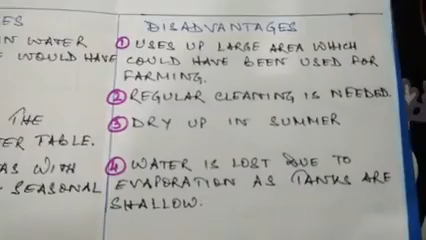 ES
IN WATER
WOULD HAVE
THE
ER TABLE.
AS WITH
SEASONAL
DISADVANTAGES
① USES UP LARGE AREA WHICH
COULD HAVE BEEN USED FOR
FARMING.
② REGULAR CLEANING IS NEEDED.
③ DRY UP IN SUMMER
④ WATER IS LOST DUE TO
EVAPORATION AS TANKS ARE
SHALLOW.